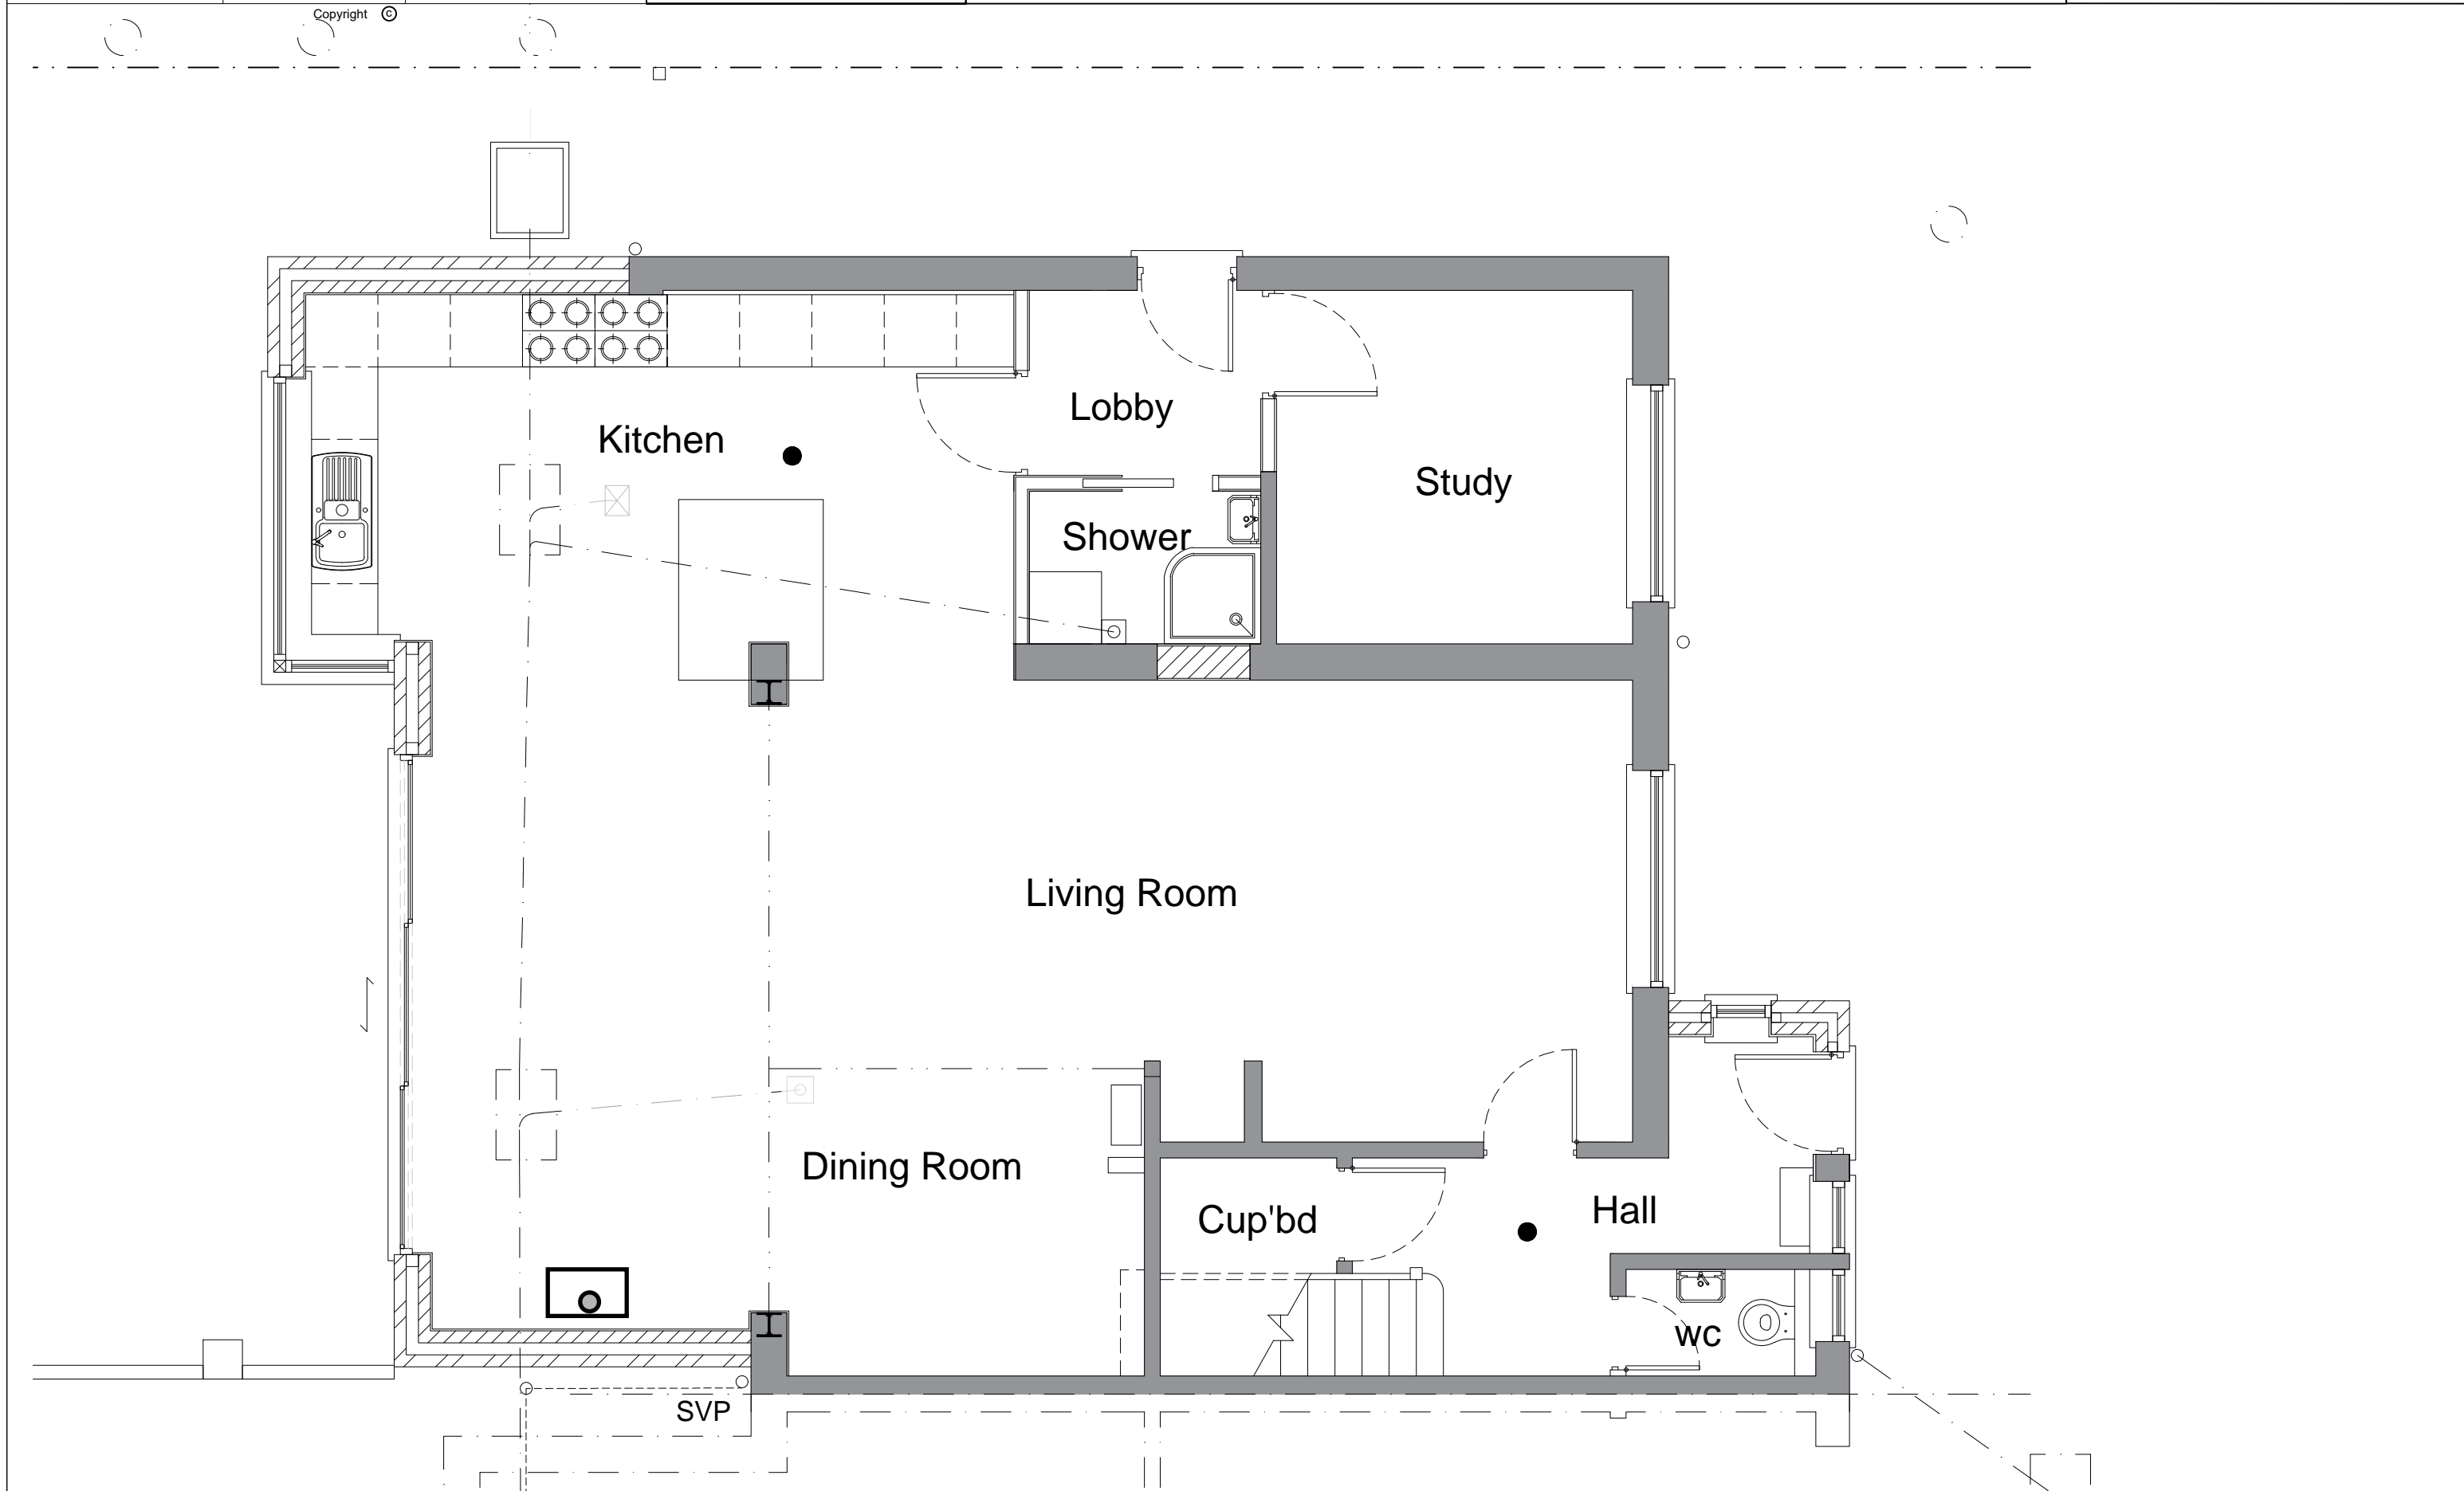 Copyright ©
Lobby
Kitchen
Study
Shower
Living Room
Dining Room
Cup'bd
Hall
wc
SVP